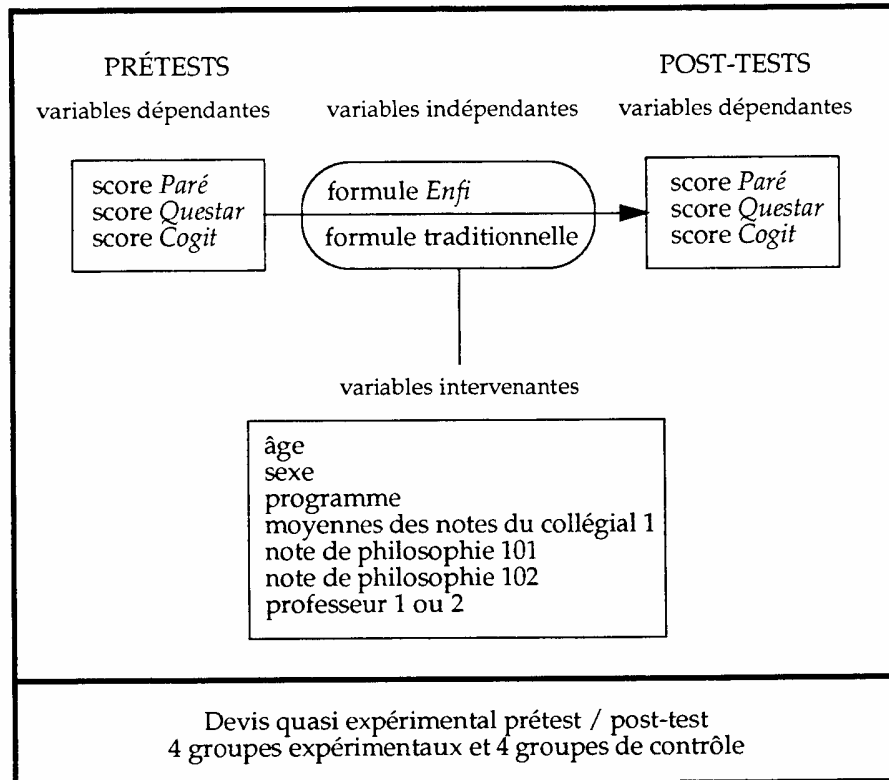 PRÉTESTS
variables dépendantes
score Paré
score Questar
score Cogit
variables indépendantes
formule Enfi
formule traditionnelle
POST-TESTS
variables dépendantes
score Paré
score Questar
score Cogit
variables intervenantes
âge
sexe
programme
moyennes des notes du collégial 1
note de philosophie 101
note de philosophie 102
professeur 1 ou 2
Devis quasi expérimental prétest / post-test
4 groupes expérimentaux et 4 groupes de contrôle